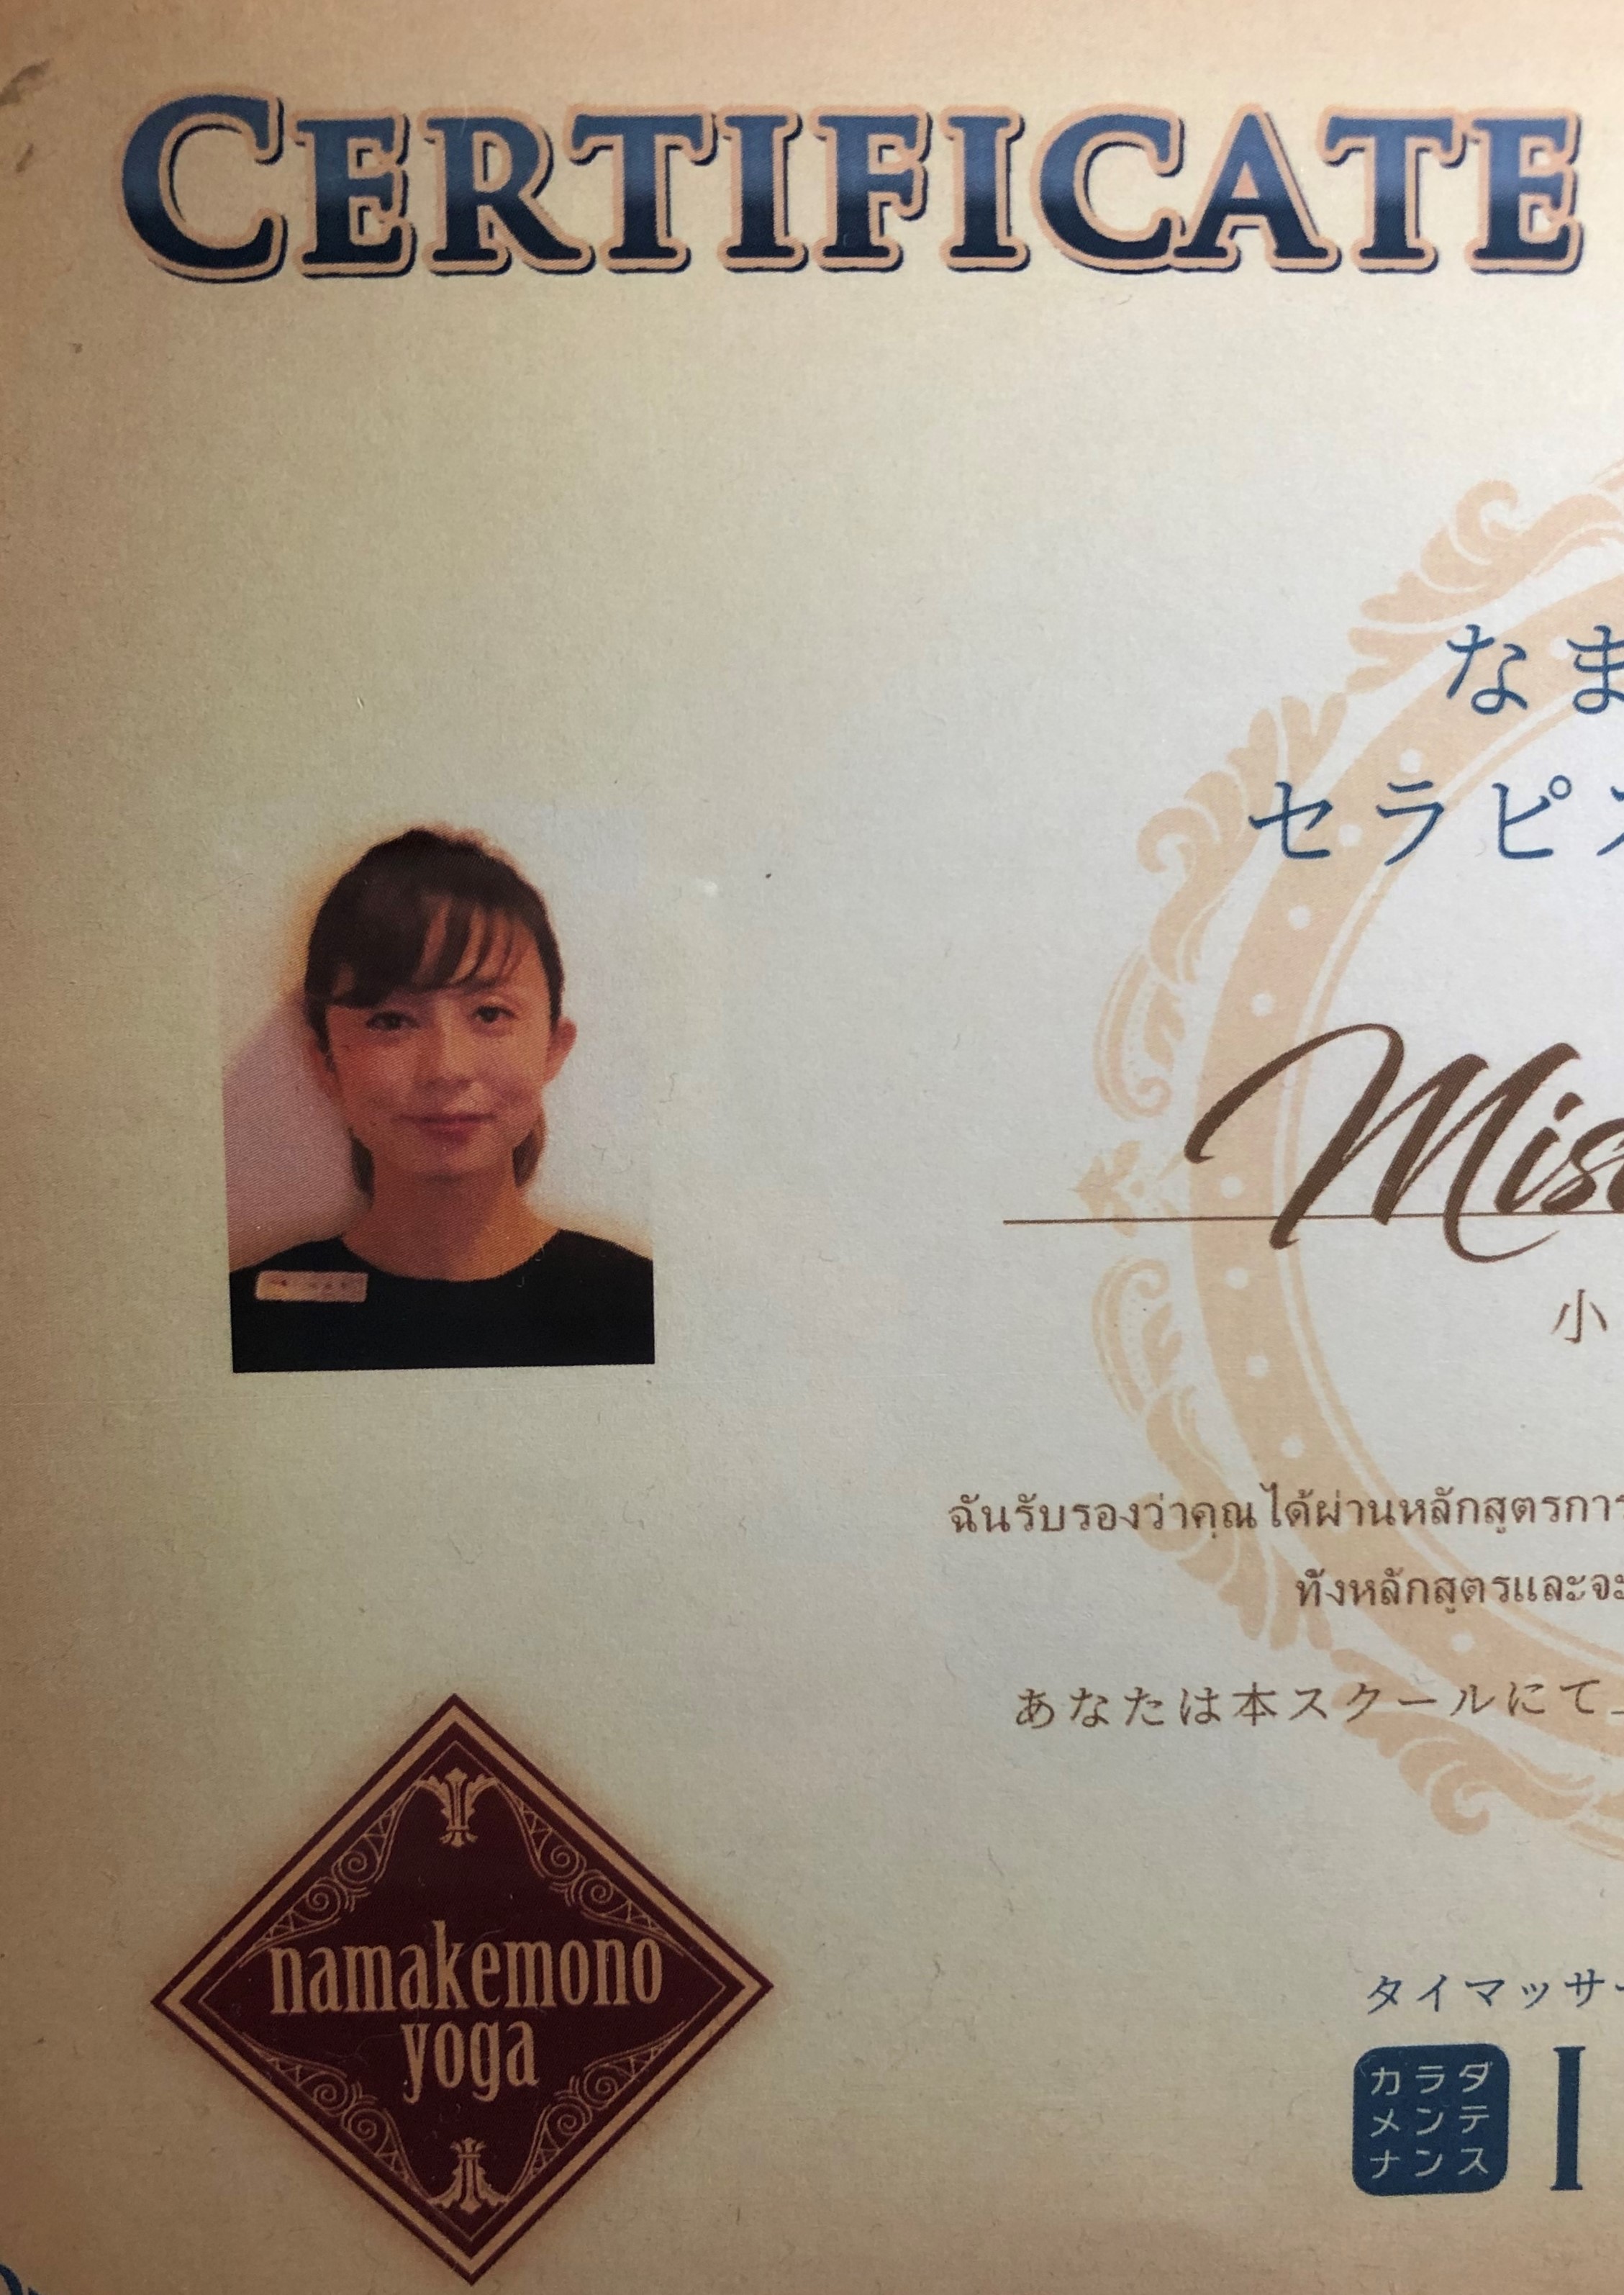 CERTIFICATE
なま
セラピ
Mis
小
ฉันรับรองว่าคุณได้ผ่านหลักสูตรการ
ทั้งหลักสูตรและจะ
あなたは本スクールにて
namakemono
yoga
タイマッサ
カラダ
メンテ
ナンス
I